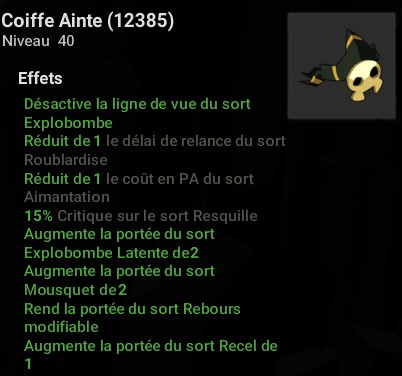 Coiffe Ainte (12385)
Niveau 40
Effets
Désactive la ligne de vue du sort
Explobombe
Réduit de 1 le délai de relance du sort
Roublardise
Réduit de 1 le coût en PA du sort
Aimantation
15% Critique sur le sort Resquille
Augmente la portée du sort
Explobombe Latente de2
Augmente la portée du sort
Mousquet de2
Rend la portée du sort Rebours
modifiable
Augmente la portée du sort Recel de
1